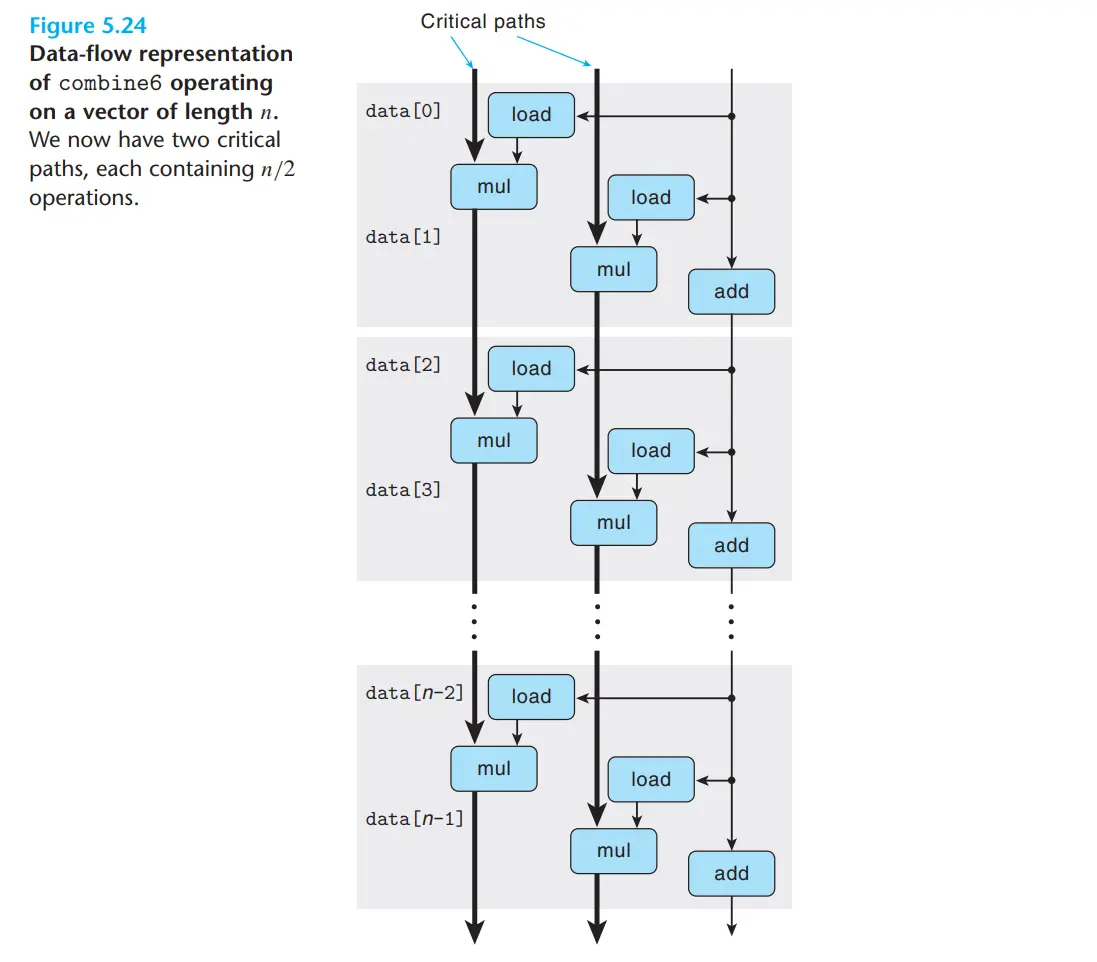 Figure 5.24
Data-flow representation
of combine6 operating
on a vector of length n.
We now have two critical
paths, each containing n/2
operations.
Critical paths
data[0]
load
mul
load
data[1]
mul
add
data[2]
load
mul
load
data[3]
mul
add
data[n-2]
load
mul
load
data[n-1]
mul
add